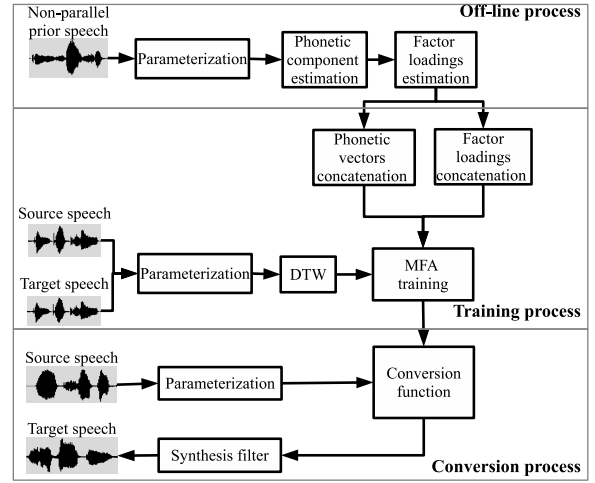 Non-parallel
prior speech
Off-line process
Parameterization
Phonetic
component
estimation
Factor
loadings
estimation
Phonetic
vectors
concatenation
Factor
loadings
concatenation
Source speech
Target speech
Parameterization
DTW
MFA
training
Training process
Source speech
Parameterization
Conversion
function
Target speech
Synthesis filter
Conversion process